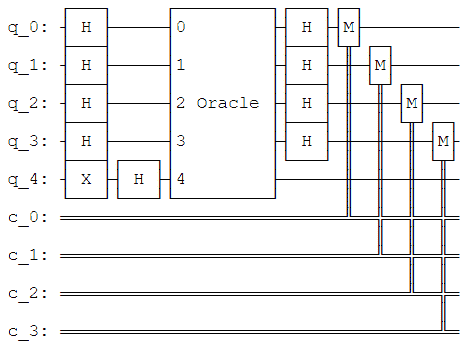 q_0: H 0 H M
q_1: H 1 H M
q_2: H 2 Oracle H M
q_3: H 3 H M
q_4: X H 4
c_0:
c_1:
c_2:
c_3: